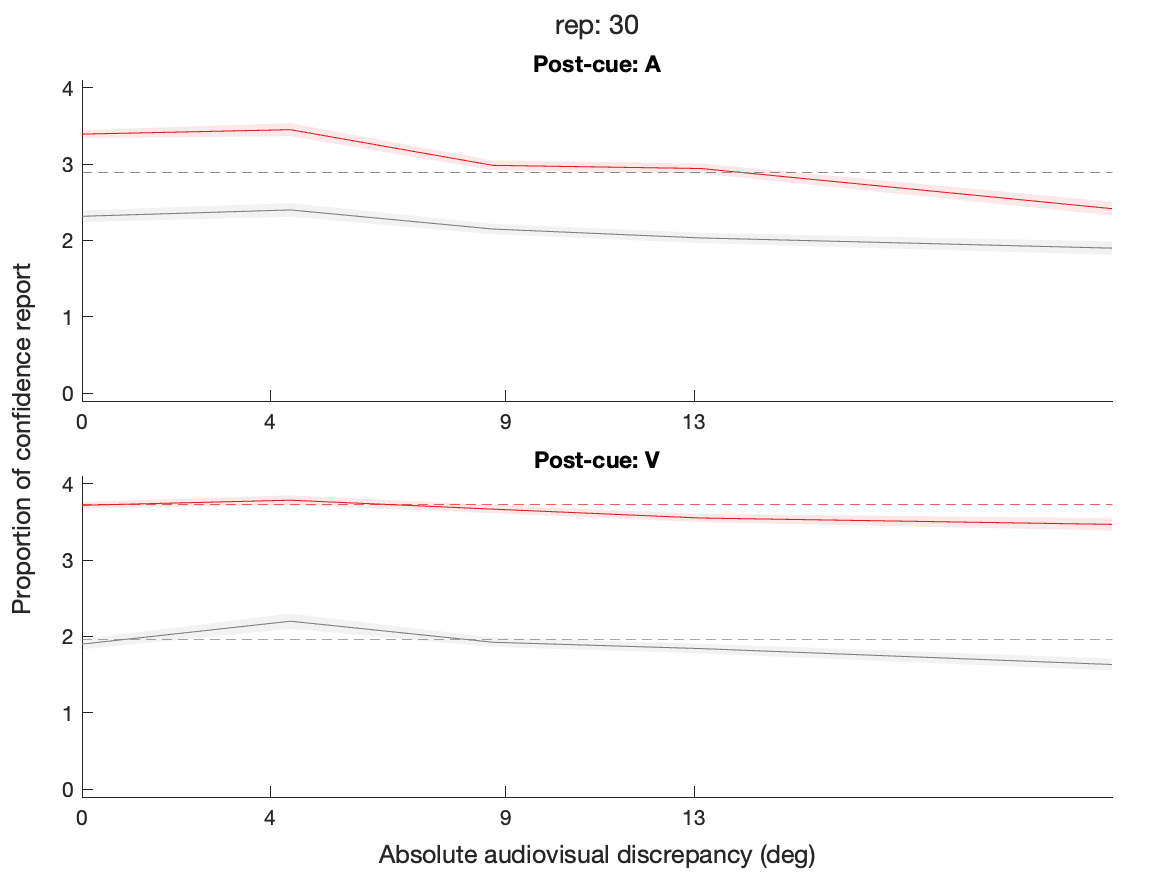 rep: 30
Post-cue: A
4
3
2
1
0
0 4 9 13
Post-cue: V
4
3
2
1
0
0 4 9 13
Proportion of confidence report
Absolute audiovisual discrepancy (deg)